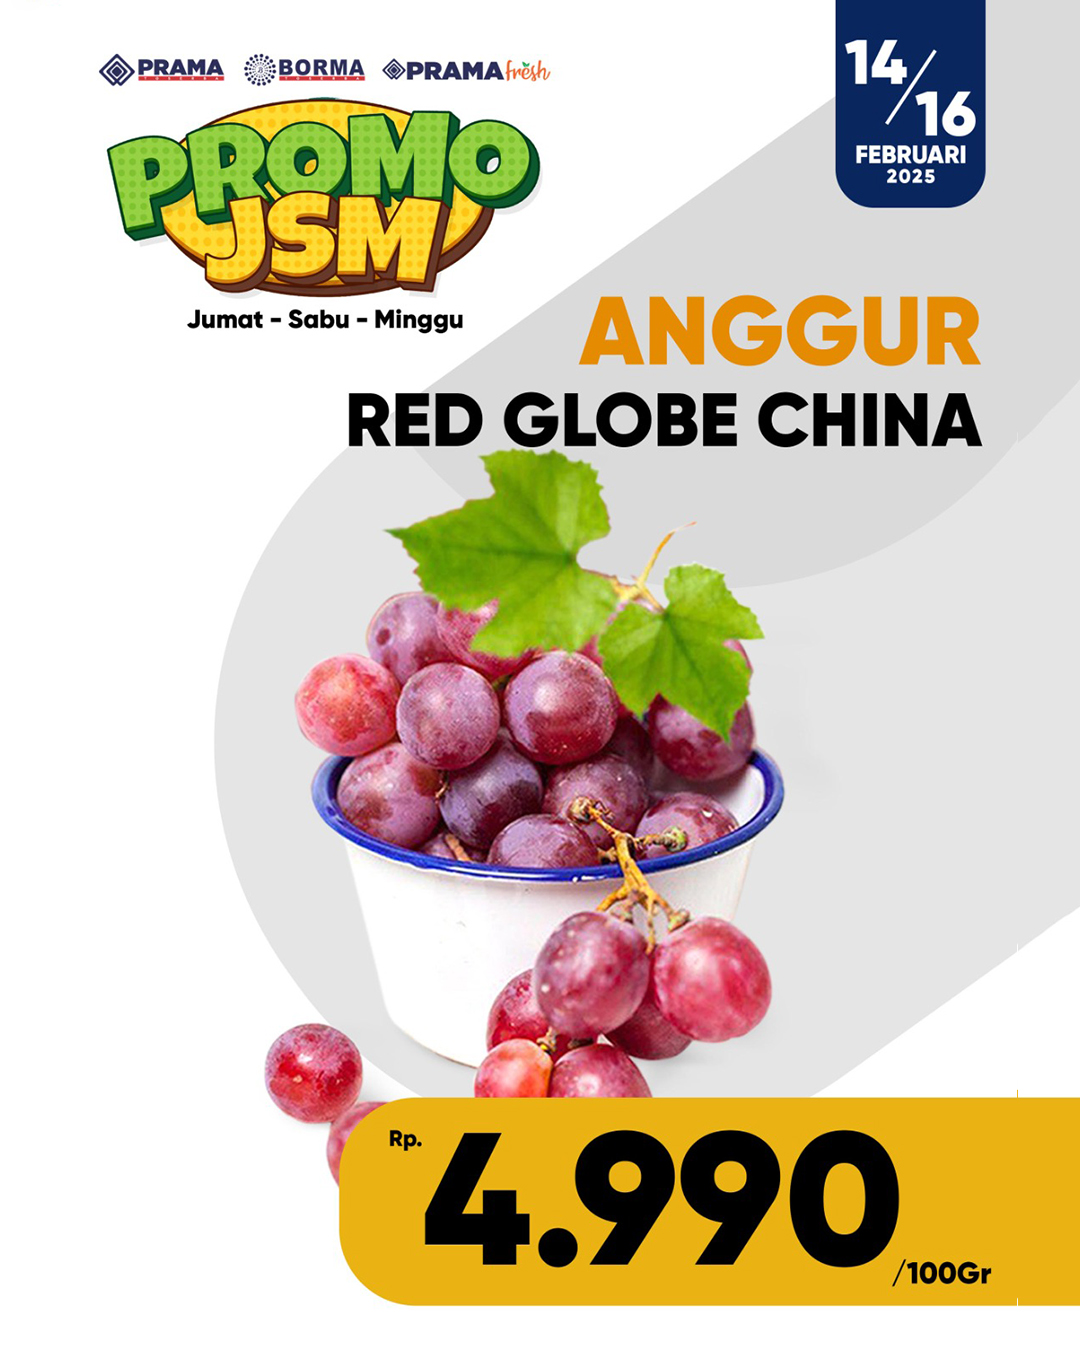 PRAMA BORMA PRAMA fresh
PROMO
JSM
Jumat - Sabu - Minggu
14/16
FEBRUARI
2025
ANGGUR
RED GLOBE CHINA
Rp. 4.990 /100Gr